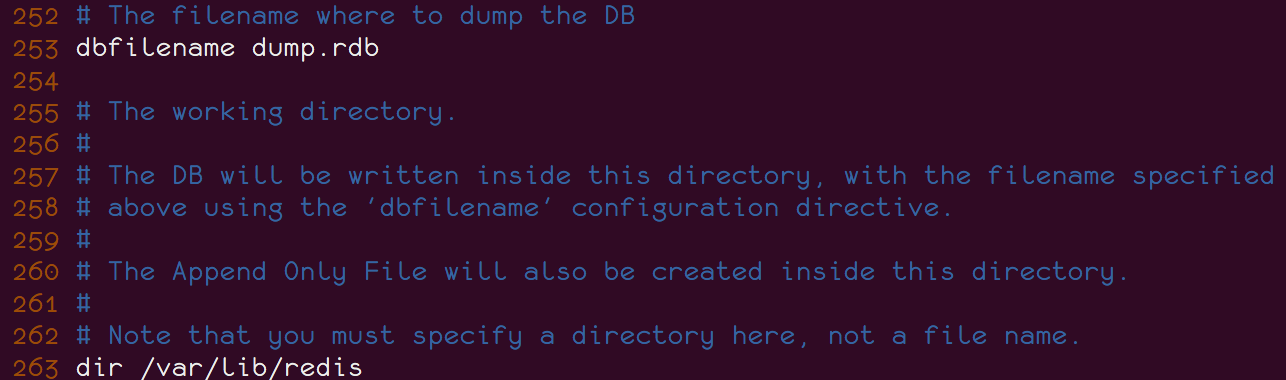 252 # The filename where to dump the DB
253 dbfilename dump.rdb
254
255 # The working directory.
256 #
257 # The DB will be written inside this directory, with the filename specified
258 # above using the 'dbfilename' configuration directive.
259 #
260 # The Append Only File will also be created inside this directory.
261 #
262 # Note that you must specify a directory here, not a file name.
263 dir /var/lib/redis